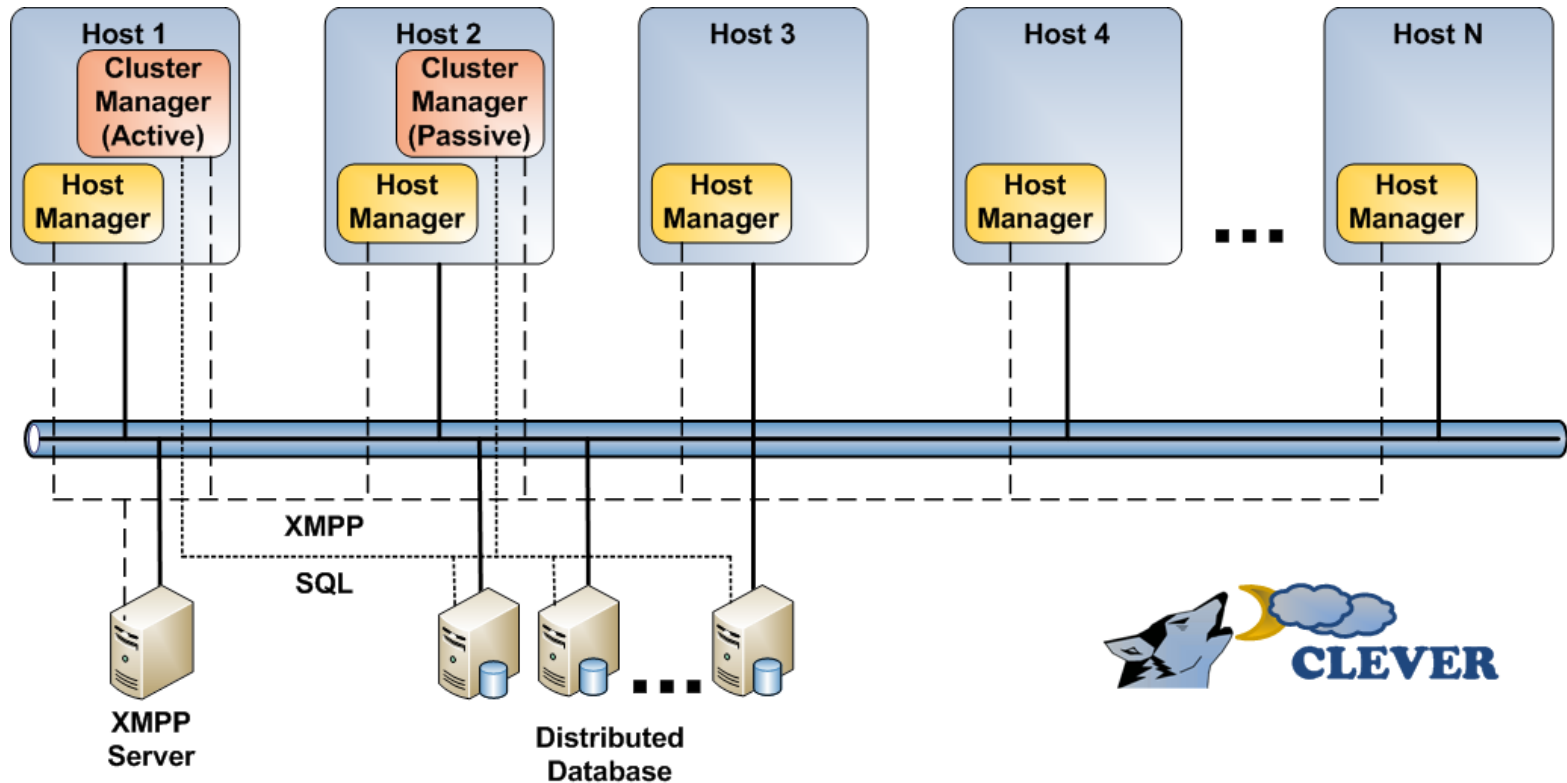 Host 1
Cluster
Manager
(Active)
Host
Manager
Host 2
Cluster
Manager
(Passive)
Host
Manager
Host 3
Host
Manager
Host 4
Host
Manager
Host N
Host
Manager
XMPP
SQL
XMPP
Server
Distributed
Database
CLEVER